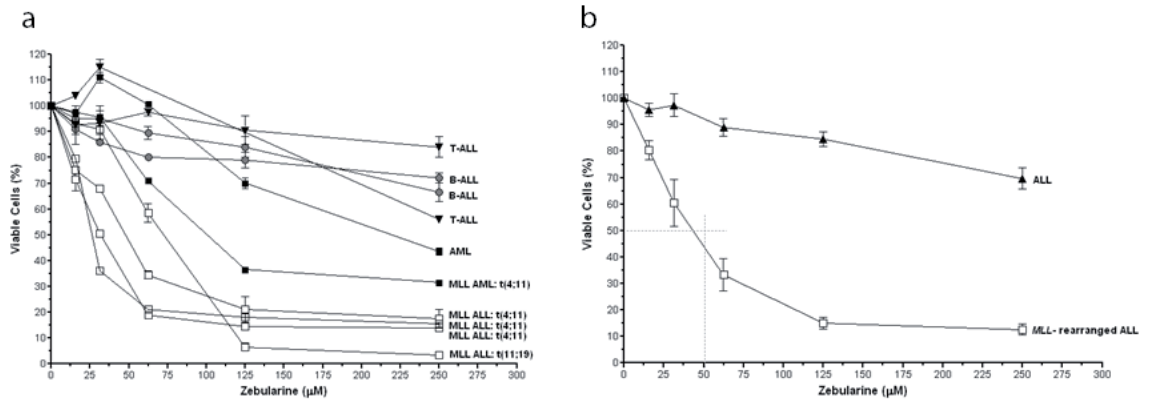 a
120
110
100
90
80
70
60
50
40
30
20
10
0
Viable Cells (%)
0 25 50 75 100 125 150 175 200 225 250 275 300
Zebularine (μM)
T-ALL
B-ALL
B-ALL
T-ALL
AML
MLL AML: t(4;11)
MLL ALL: t(4;11)
MLL ALL: t(4;11)
MLL ALL: t(4;11)
MLL ALL: t(11;19)
b
120
110
100
90
80
70
60
50
40
30
20
10
0
Viable Cells (%)
0 25 50 75 100 125 150 175 200 225 250 275 300
Zebularine (μM)
ALL
MLL- rearranged ALL